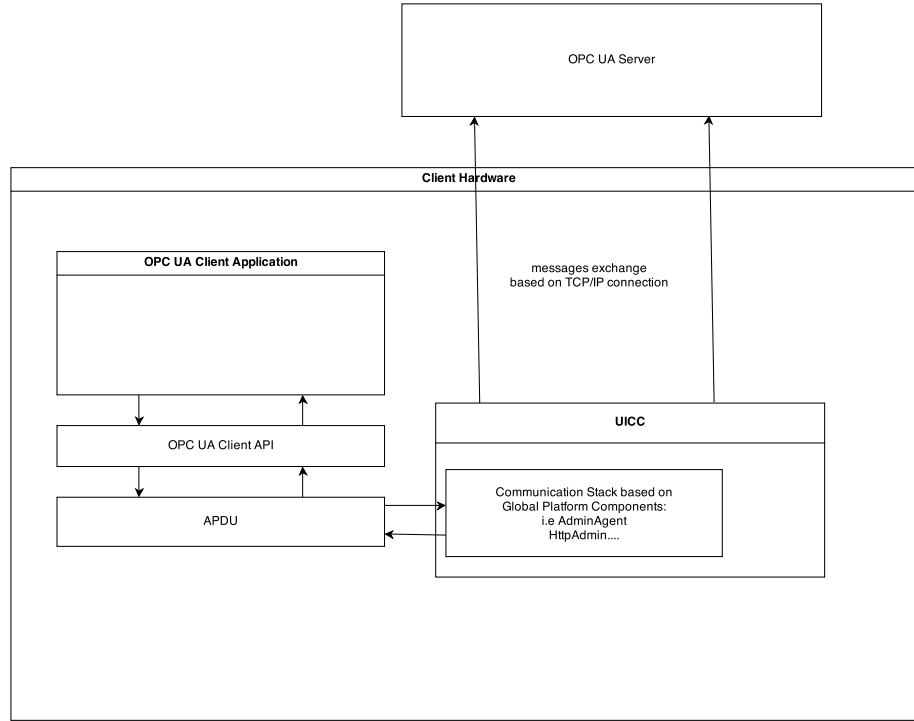 OPC UA Server
Client Hardware
OPC UA Client Application
messages exchange
based on TCP/IP connection
UICC
OPC UA Client API
Communication Stack based on
Global Platform Components:
i.e AdminAgent
HttpAdmin....
APDU